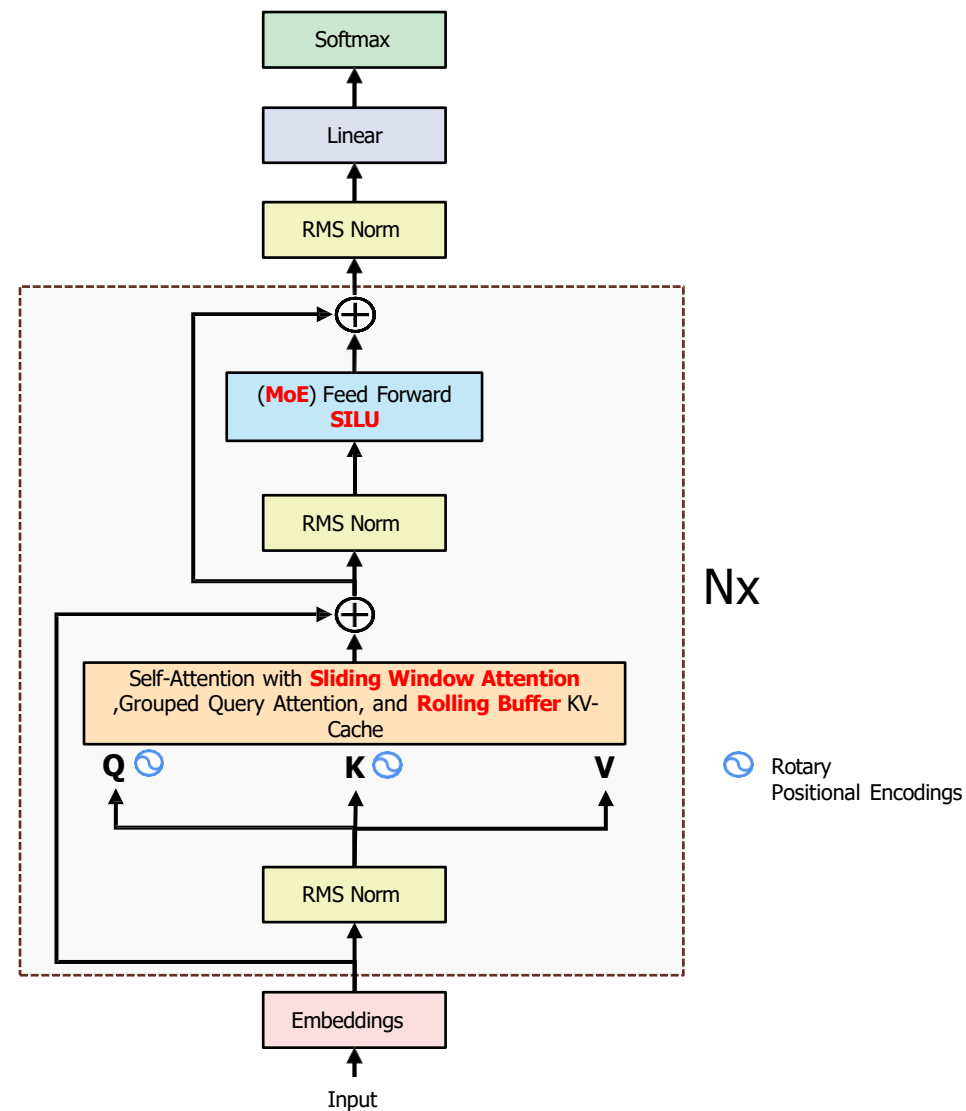 Softmax
Linear
RMS Norm
(MoE) Feed Forward
SILU
RMS Norm
Nx
Self-Attention with Sliding Window Attention
,Grouped Query Attention, and Rolling Buffer KV-
Cache
Q K V
Rotary
Positional Encodings
RMS Norm
Embeddings
Input